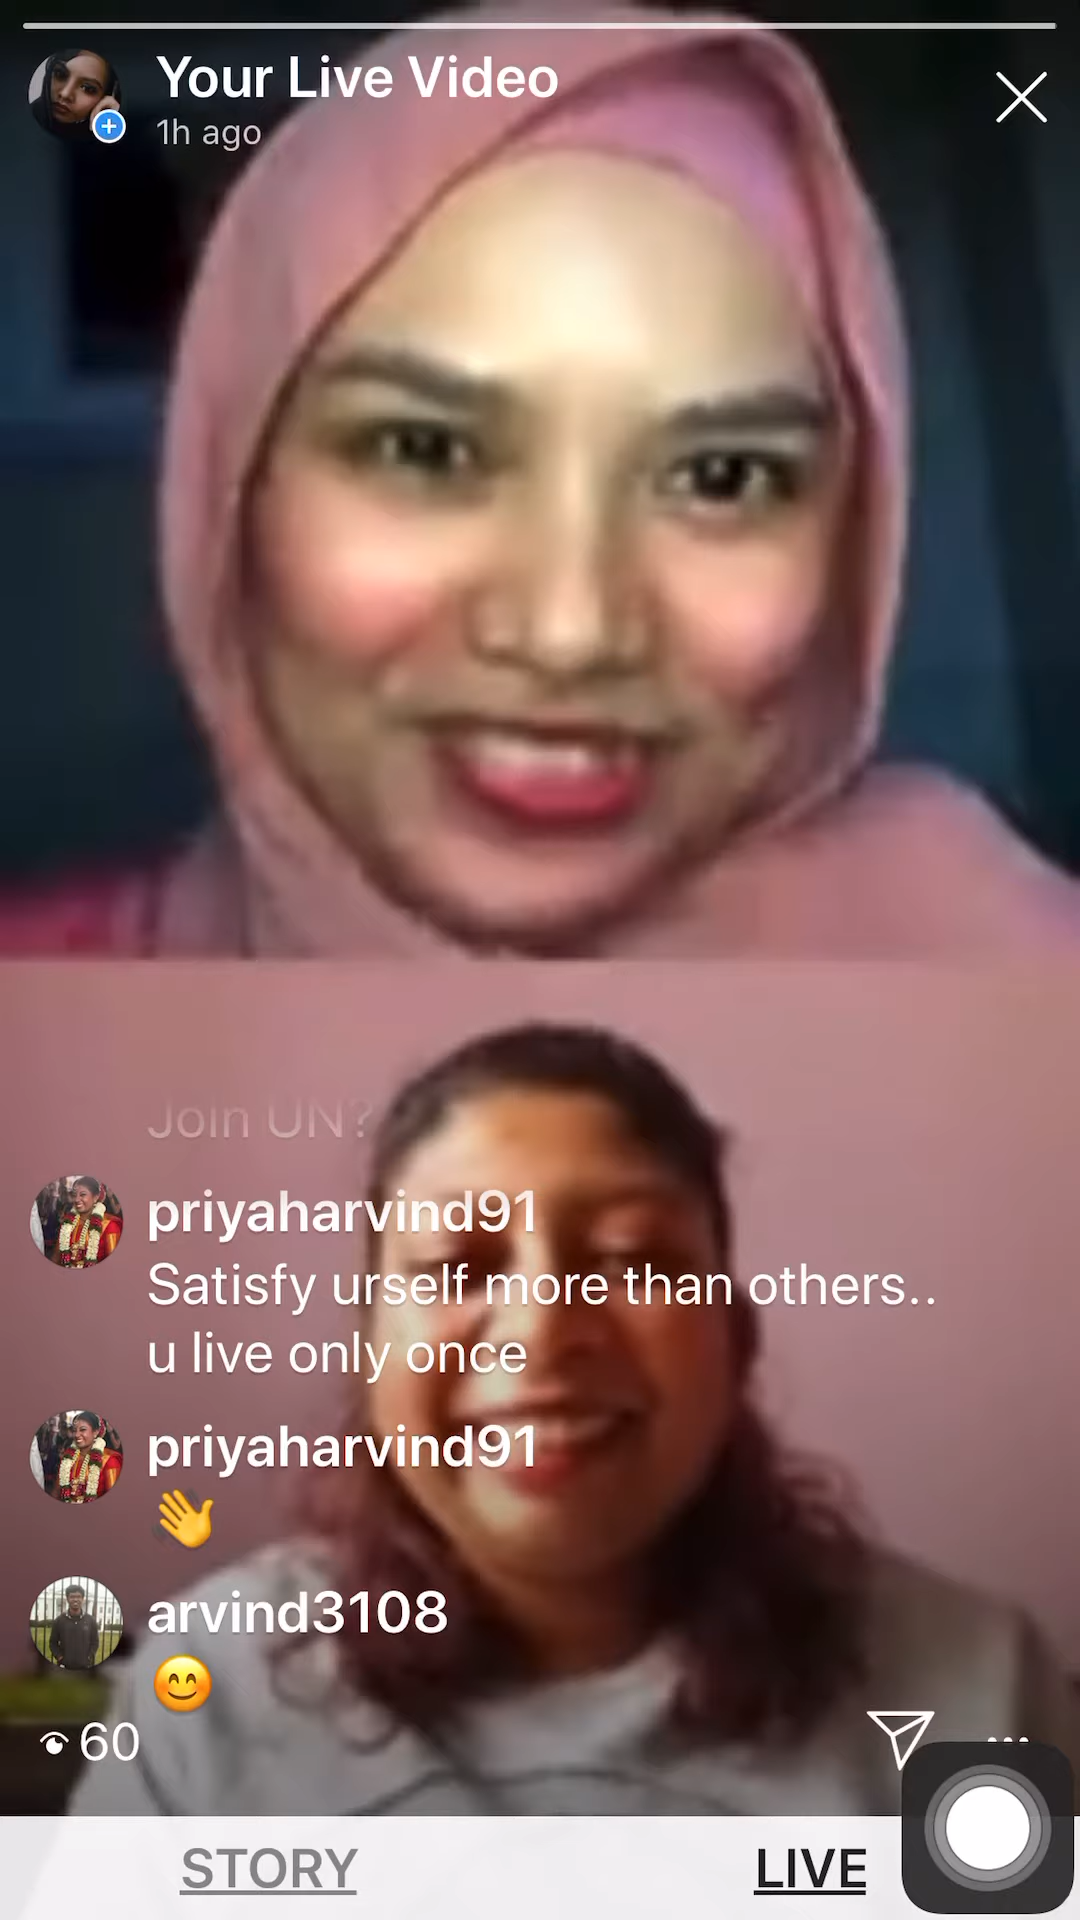 Your Live Video
1h ago
Join UN?
priyaharvind91
Satisfy urself more than others..
u live only once
priyaharvind91
👋
arvind3108
😊
60
STORY
LIVE